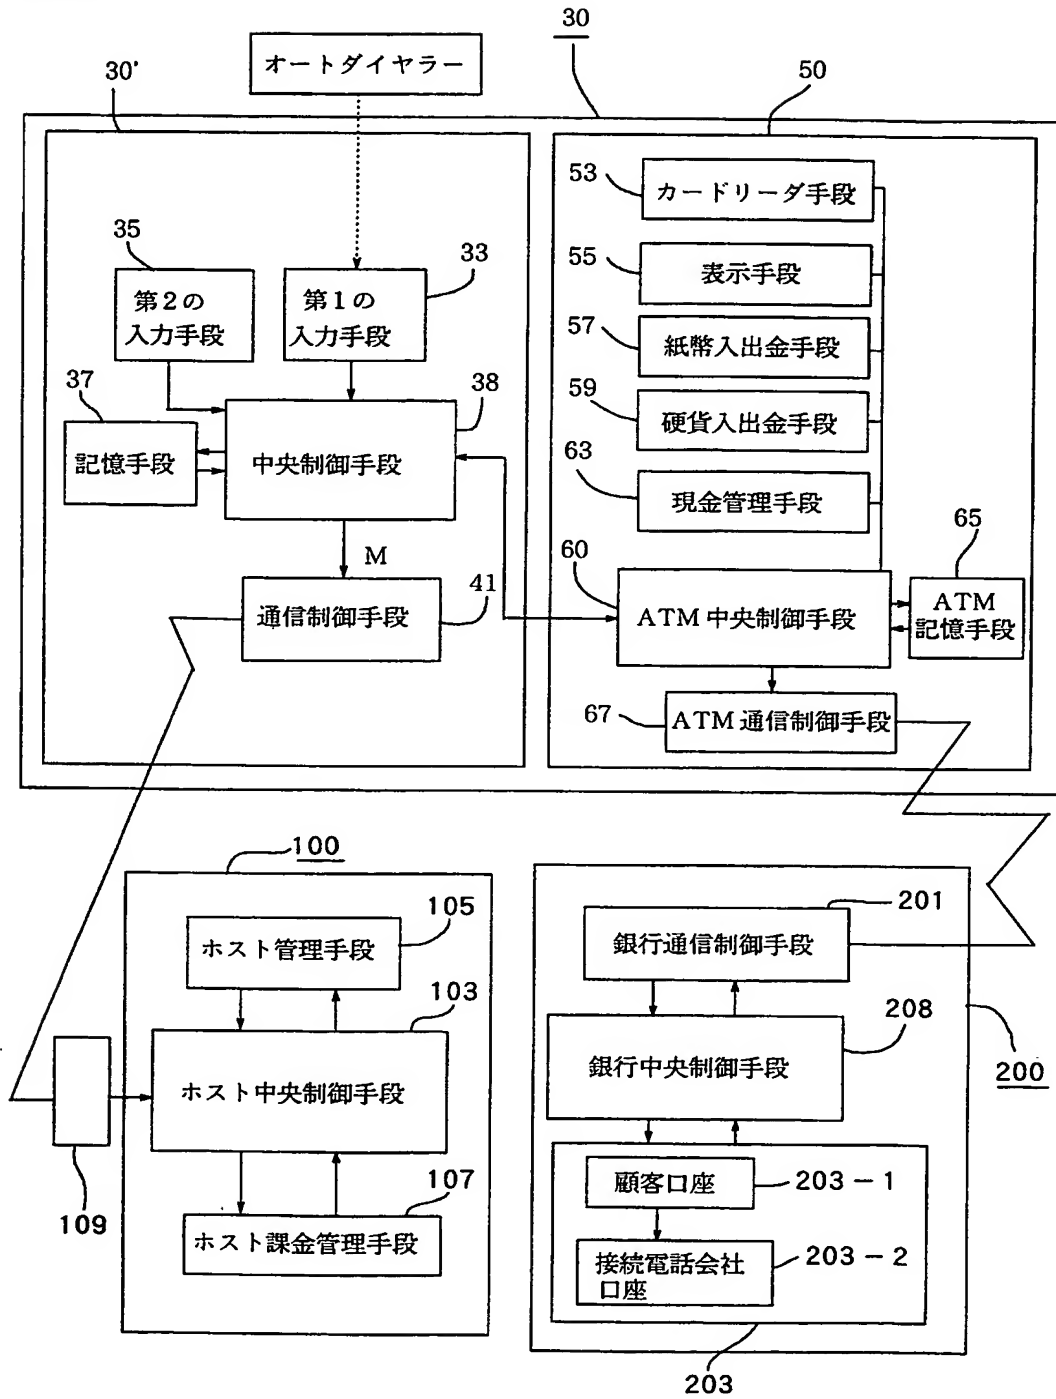 30
オートダイヤラー
30'
50
53
カードリーダ手段
35
33
55
表示手段
第2の
入力手段
第1の
入力手段
57
紙幣入出金手段
37
38
59
硬貨入出金手段
記憶手段
中央制御手段
63
現金管理手段
M
60
65
41
通信制御手段
ATM 中央制御手段
ATM
記憶手段
67
ATM 通信制御手段
100
105
ホスト管理手段
103
ホスト中央制御手段
109
107
ホスト課金管理手段
201
銀行通信制御手段
208
銀行中央制御手段
200
顧客口座
203-1
接続電話会社
口座
203-2
203